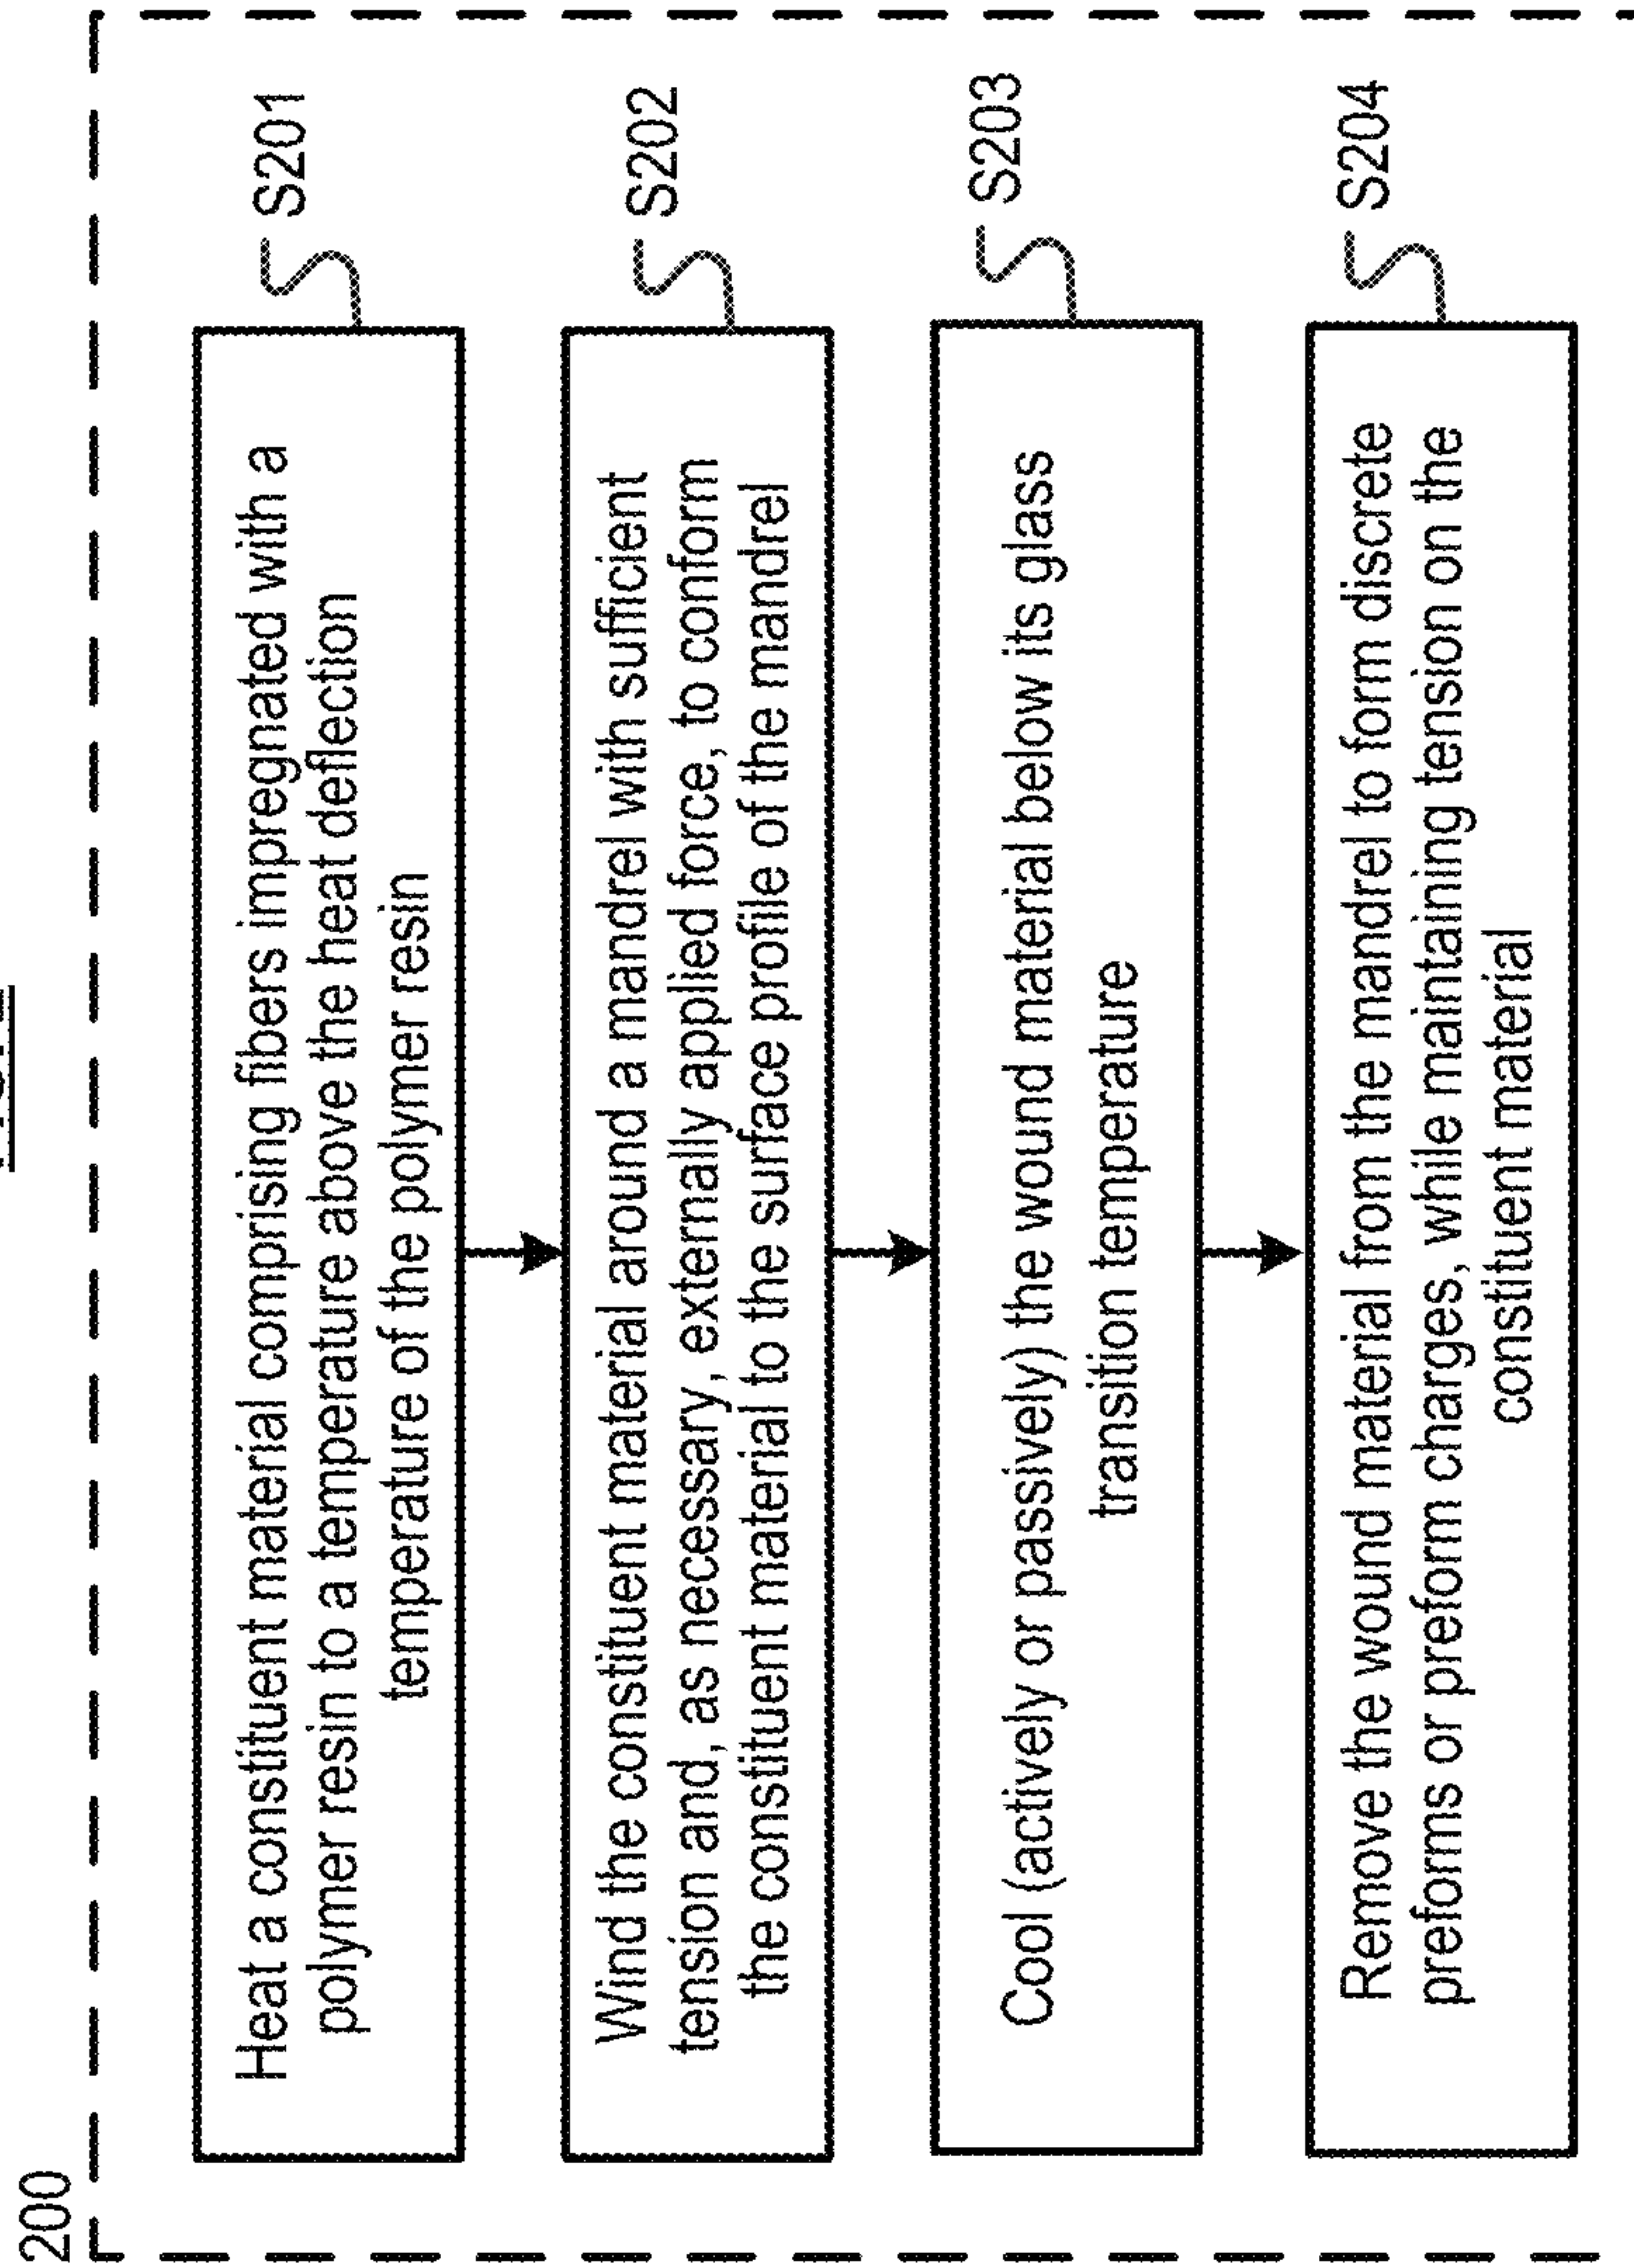 200
Heat a constituent material comprising fibers impregnated with a
polymer resin to a temperature above the heat deflection
temperature of the polymer resin
S201
Wind the constituent material around a mandrel with sufficient
tension and, as necessary, externally applied force, to conform
the constituent material to the surface profile of the mandrel
S202
Cool (actively or passively) the wound material below its glass
transition temperature
S203
Remove the wound material from the mandrel to form discrete
preforms or preform charges, while maintaining tension on the
constituent material
S204